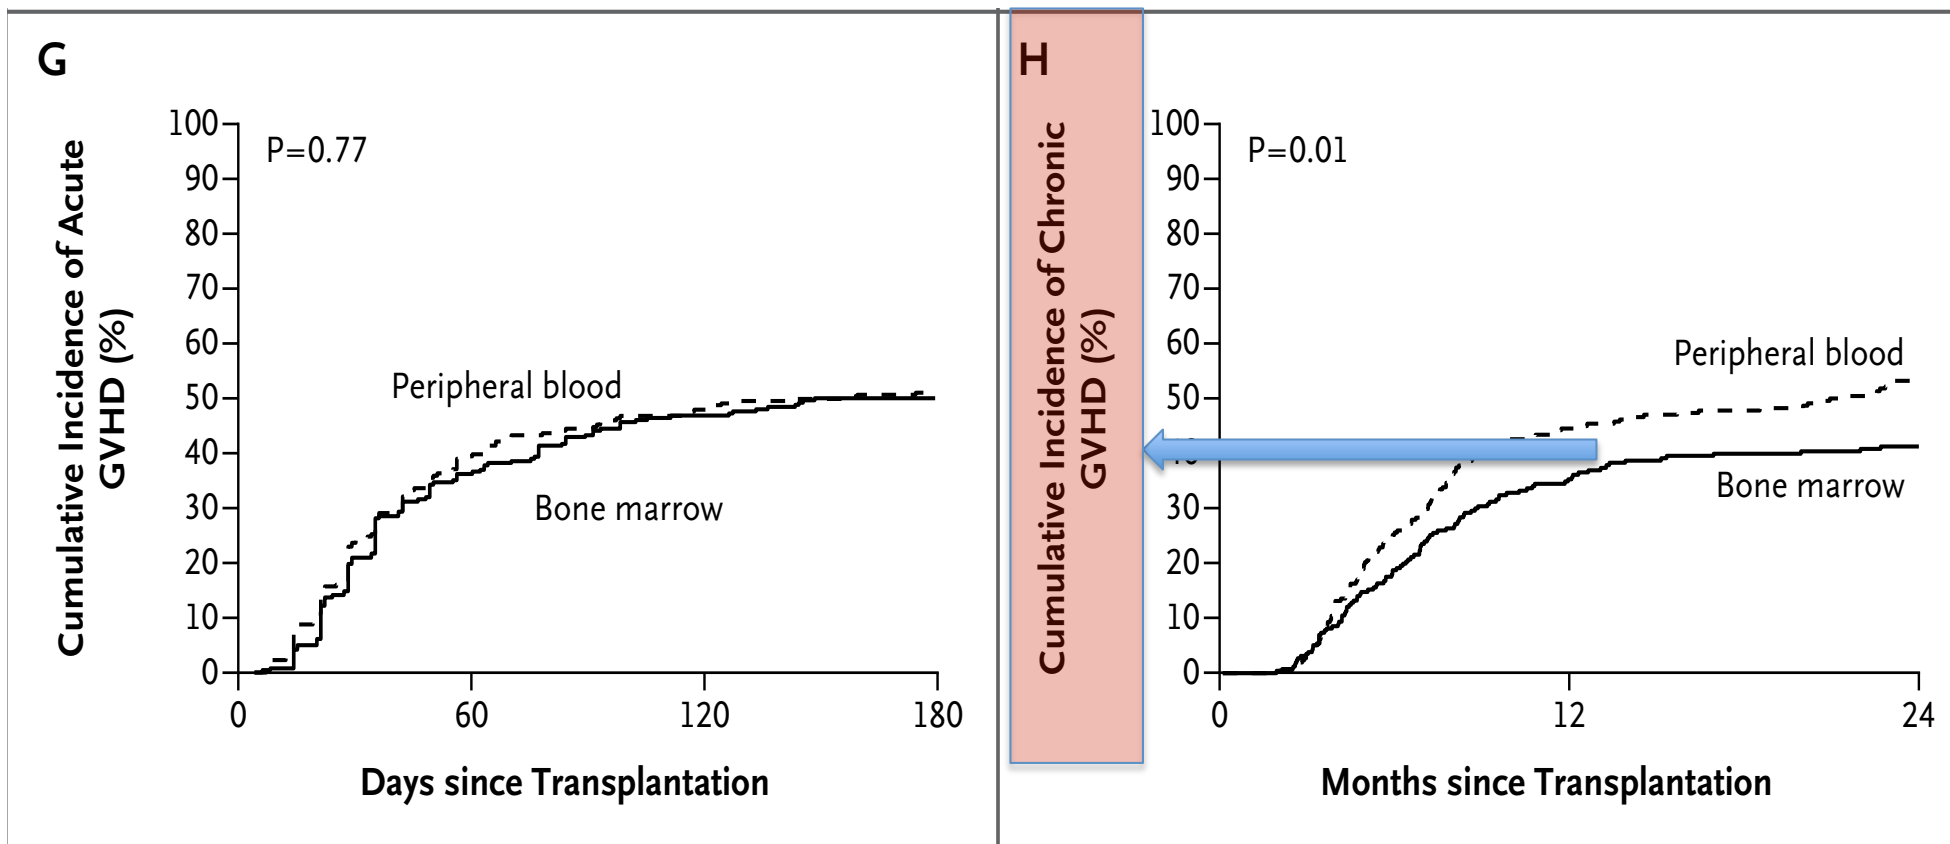 G
Cumulative Incidence of Acute
GVHD (%)
100
90
80
70
60
50
40
30
20
10
0
P=0.77
Peripheral blood
Bone marrow
0 60 120 180
Days since Transplantation
H
Cumulative Incidence of Chronic
GVHD (%)
100
90
80
70
60
50
30
20
10
0
P=0.01
Peripheral blood
Bone marrow
0 12 24
Months since Transplantation